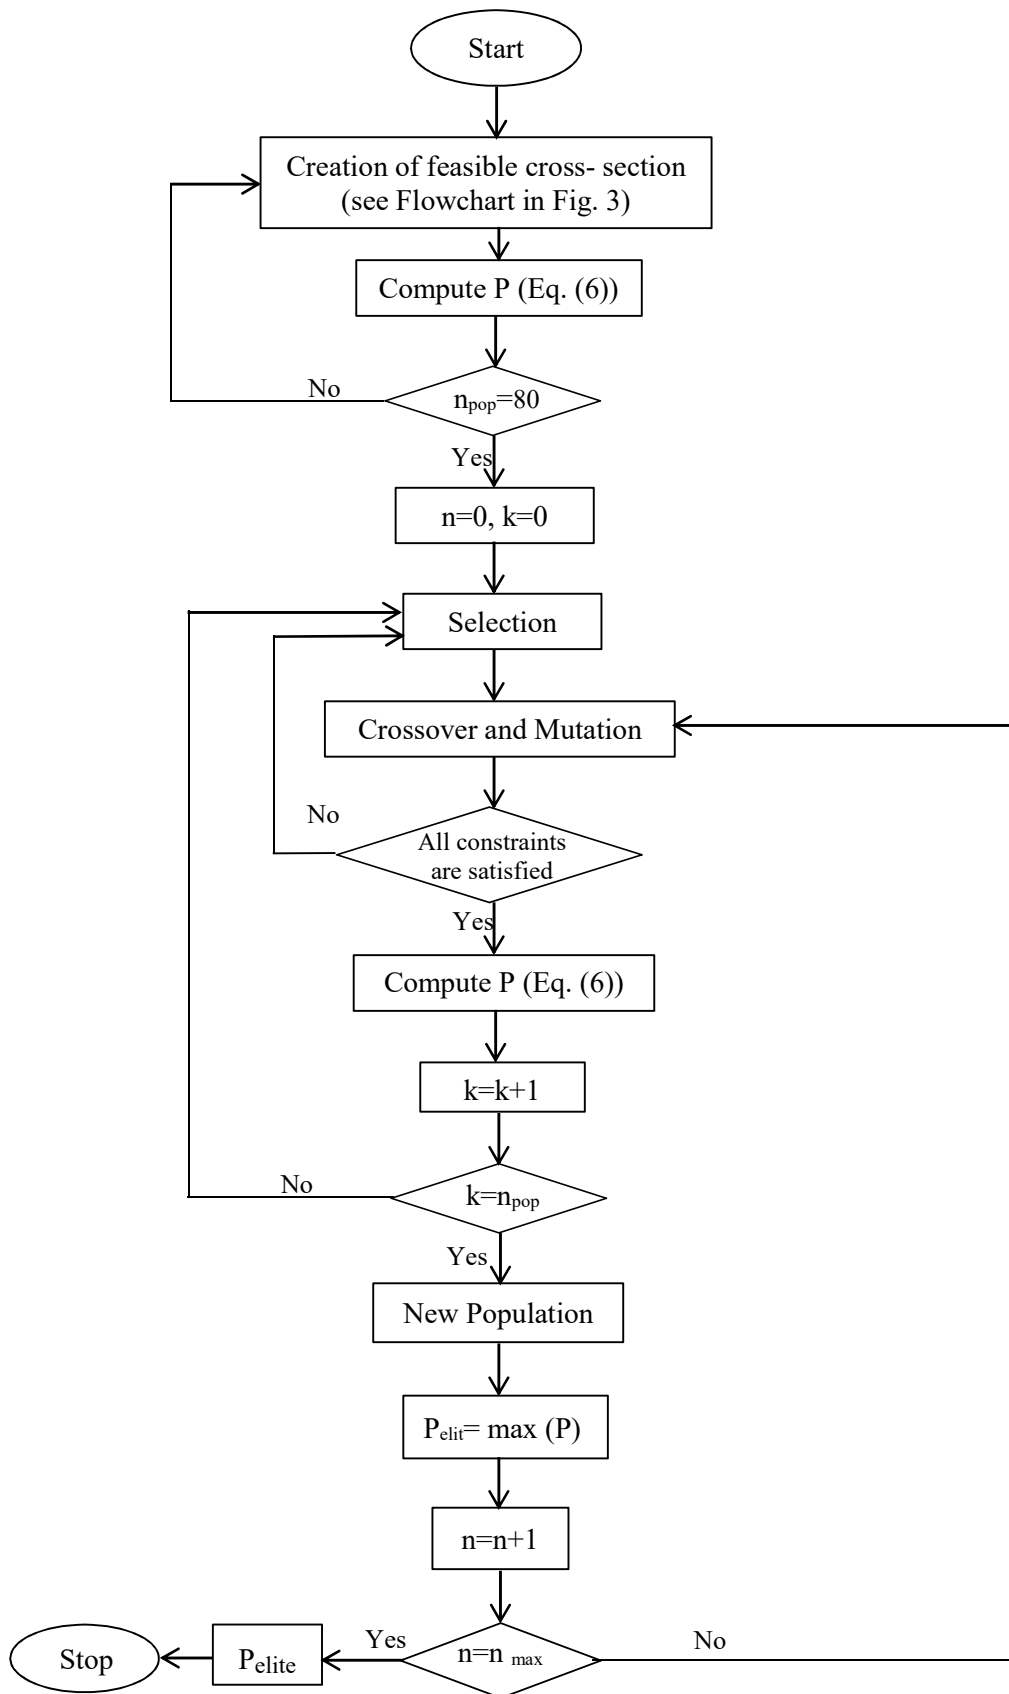 Start
Creation of feasible cross- section
(see Flowchart in Fig. 3)
Compute P (Eq. (6))
No
npop=80
Yes
n=0, k=0
Selection
Crossover and Mutation
No
All constraints
are satisfied
Yes
Compute P (Eq. (6))
k=k+1
No
k=npop
Yes
New Population
Pelit= max (P)
n=n+1
Stop
Pelite
Yes
n=n max
No